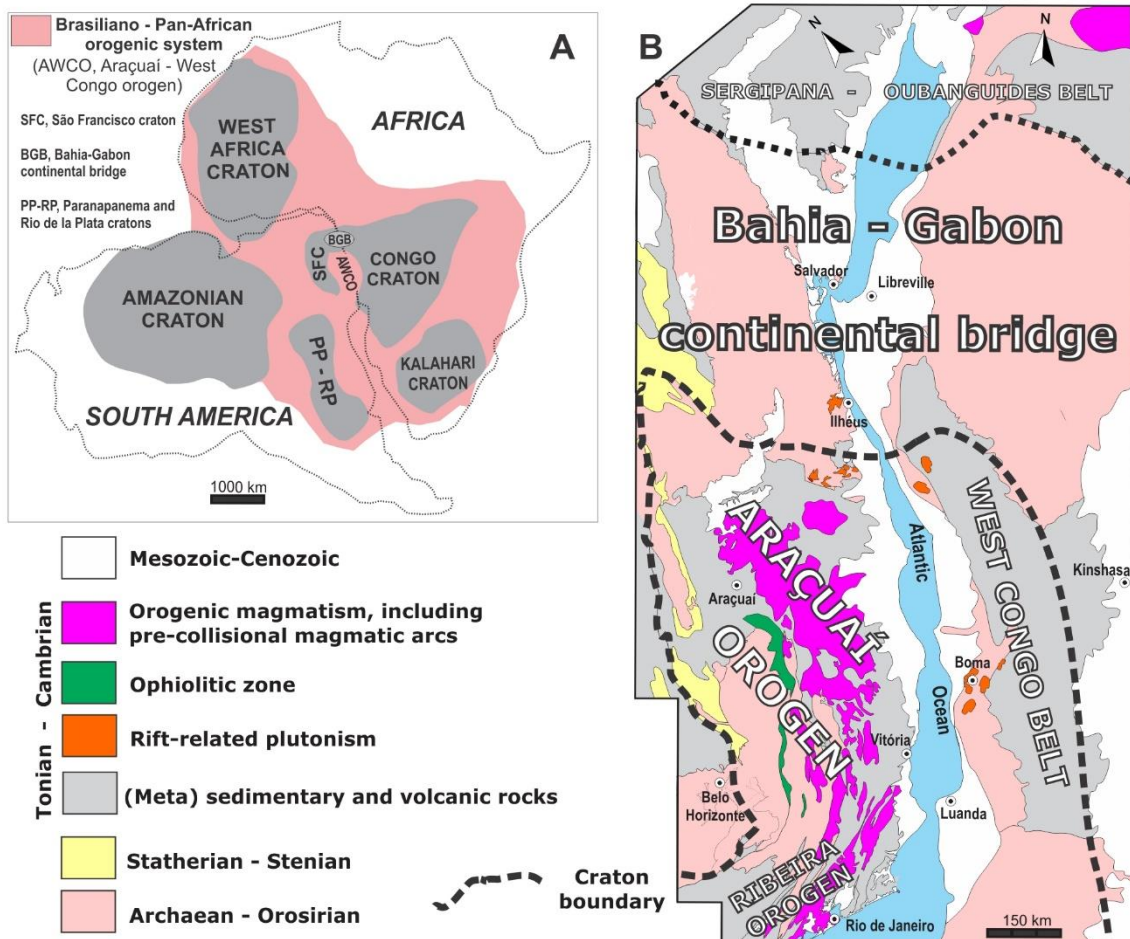 Brasiliano - Pan-African
orogenic system
(AWCO, Araçuaí - West
Congo orogen)
SFC, São Francisco craton
BGB, Bahia-Gabon
continental bridge
PP-RP, Paranapanema and
Rio de la Plata cratons
A
AFRICA
WEST
AFRICA
CRATON
BGB
SFC
AWCO
CONGO
CRATON
AMAZONIAN
CRATON
PP - RP
KALAHARI
CRATON
SOUTH AMERICA
1000 km
B
N
N
SERGIPANA - OUBANGUIDES BELT
Bahia - Gabon
Salvador
Libreville
continental bridge
Ilhéus
ARAÇUAÍ
OROGEN
WEST CONGO BELT
Atlantic
Ocean
Kinshasa
Araçuaí
Boma
Vitória
Belo
Horizonte
Luanda
RIBEIRA
OROGEN
Rio de Janeiro
150 km
Tonian - Cambrian
Mesozoic-Cenozoic
Orogenic magmatism, including
pre-collisional magmatic arcs
Ophiolitic zone
Rift-related plutonism
(Meta) sedimentary and volcanic rocks
Statherian - Stenian
Archaean - Orosirian
Craton
boundary